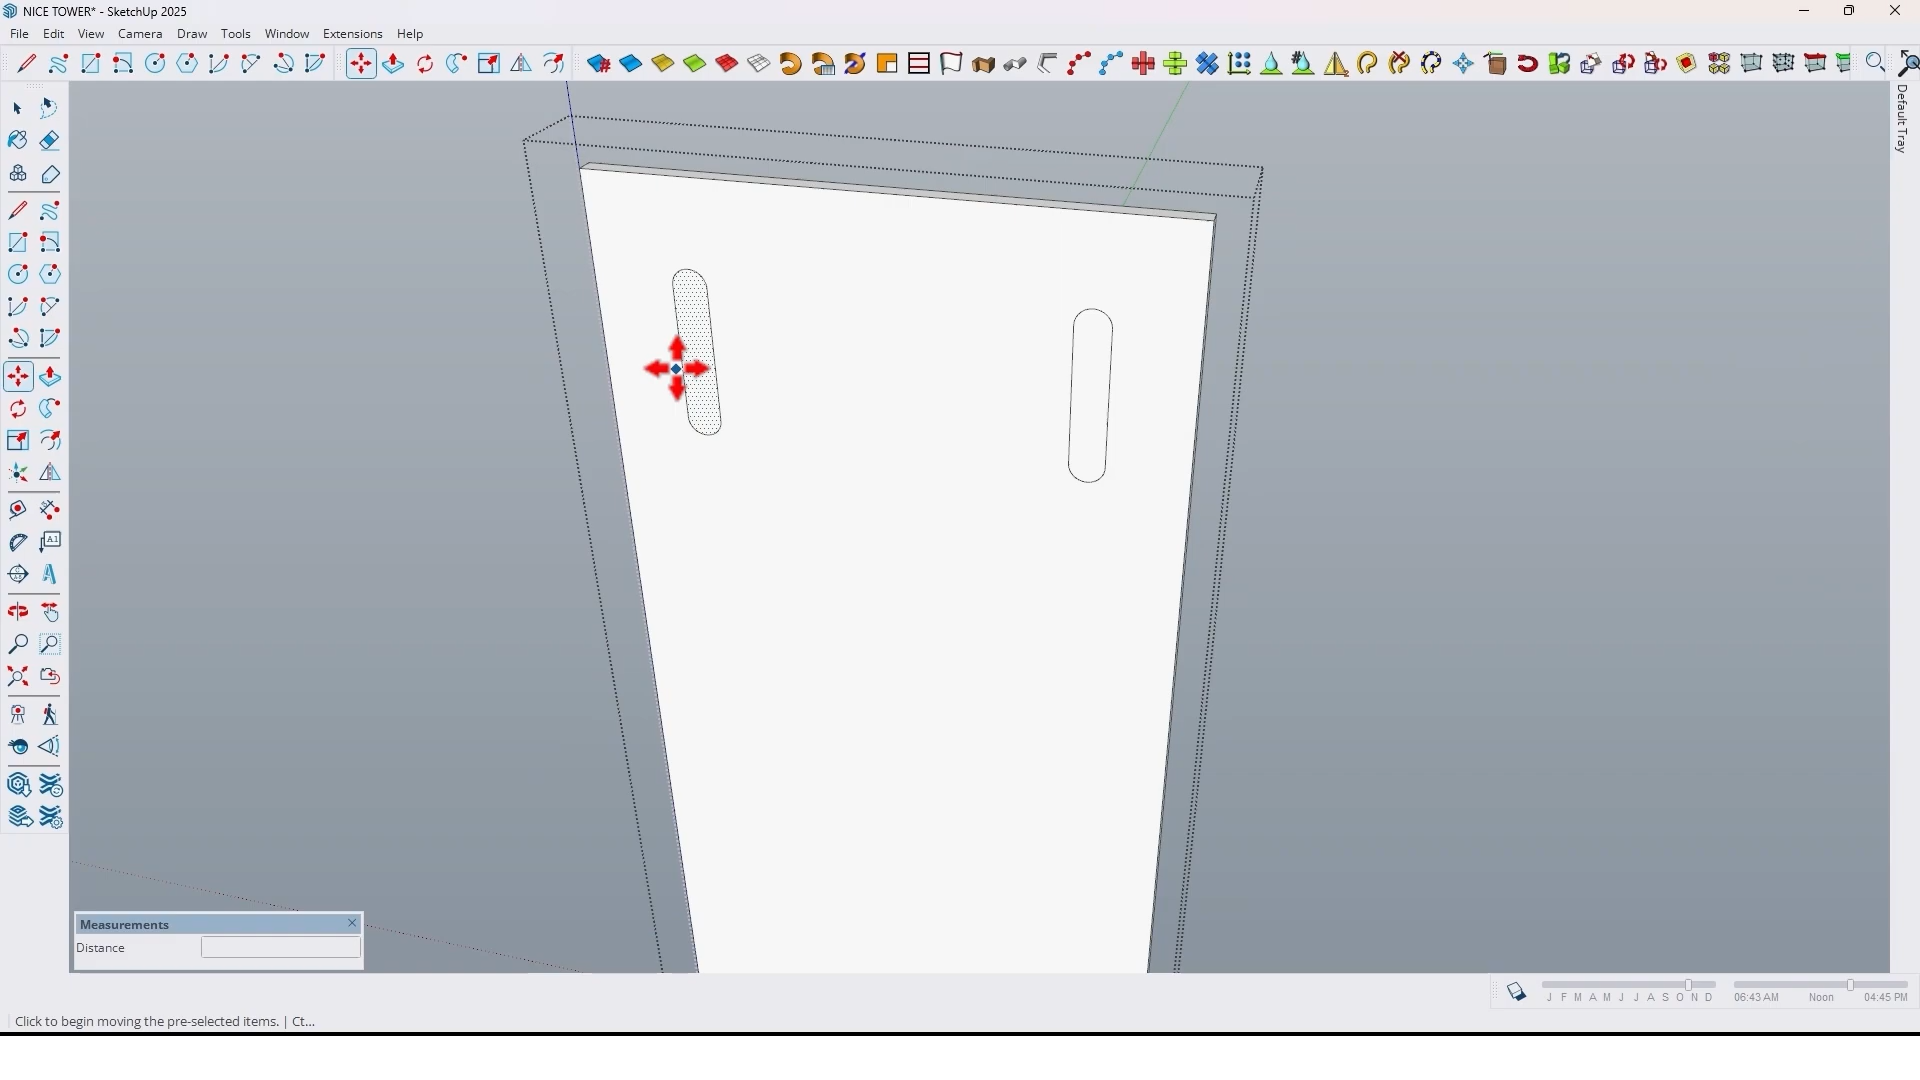 NICE TOWER* - SketchUp 2025
File Edit View Camera Draw Tools Window Extensions Help
Default Tray
A1
Measurements
Distance
J F M A M J J A S O N D 06:43 AM Noon 04:45 PM
Click to begin moving the pre-selected items. | Ct...